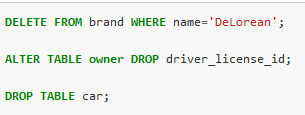 DELETE FROM brand WHERE name='DeLorean';
ALTER TABLE owner DROP driver_license_id;
DROP TABLE car;